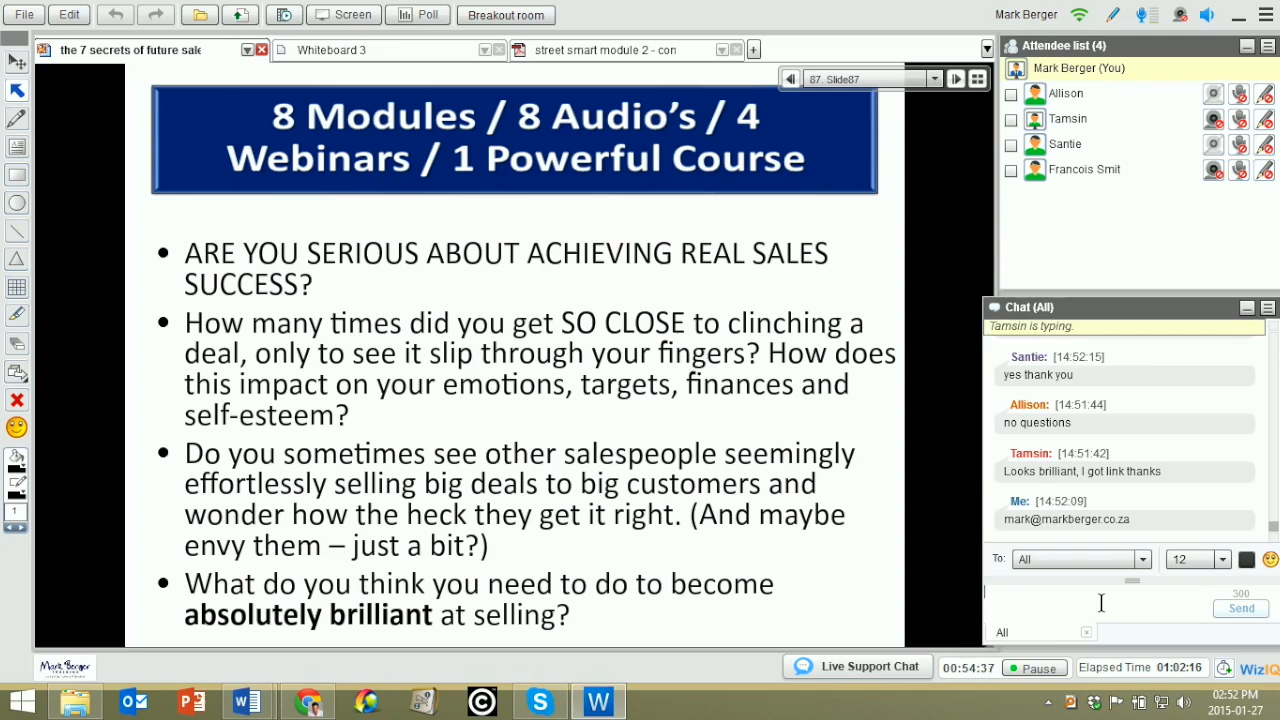 File
Edit
Screen
Poll
Breakout room
Mark Berger
the 7 secrets of future sale
Whiteboard 3
street smart module 2 - con
87. Slide87
8 Modules / 8 Audio's / 4
Webinars / 1 Powerful Course
• ARE YOU SERIOUS ABOUT ACHIEVING REAL SALES
SUCCESS?
• How many times did you get SO CLOSE to clinching a
deal, only to see it slip through your fingers? How does
this impact on your emotions, targets, finances and
self-esteem?
• Do you sometimes see other salespeople seemingly
effortlessly selling big deals to big customers and
wonder how the heck they get it right. (And maybe
envy them – just a bit?)
• What do you think you need to do to become
absolutely brilliant at selling?
Attendee list (4)
Mark Berger (You)
Allison
Tamsin
Santie
Francois Smit
Chat (All)
Tamsin is typing.
Santie: [14:52:15]
yes thank you
Allison: [14:51:44]
no questions
Tamsin: [14:51:42]
Looks brilliant, I got link thanks
Me: [14:52:09]
mark@markberger.co.za
To: All 12
300
Send
All
1
Mark Berger
Live Support Chat
00:54:37
Pause
Elapsed Time 01:02:16
WizIQ
02:52 PM
2015-01-27